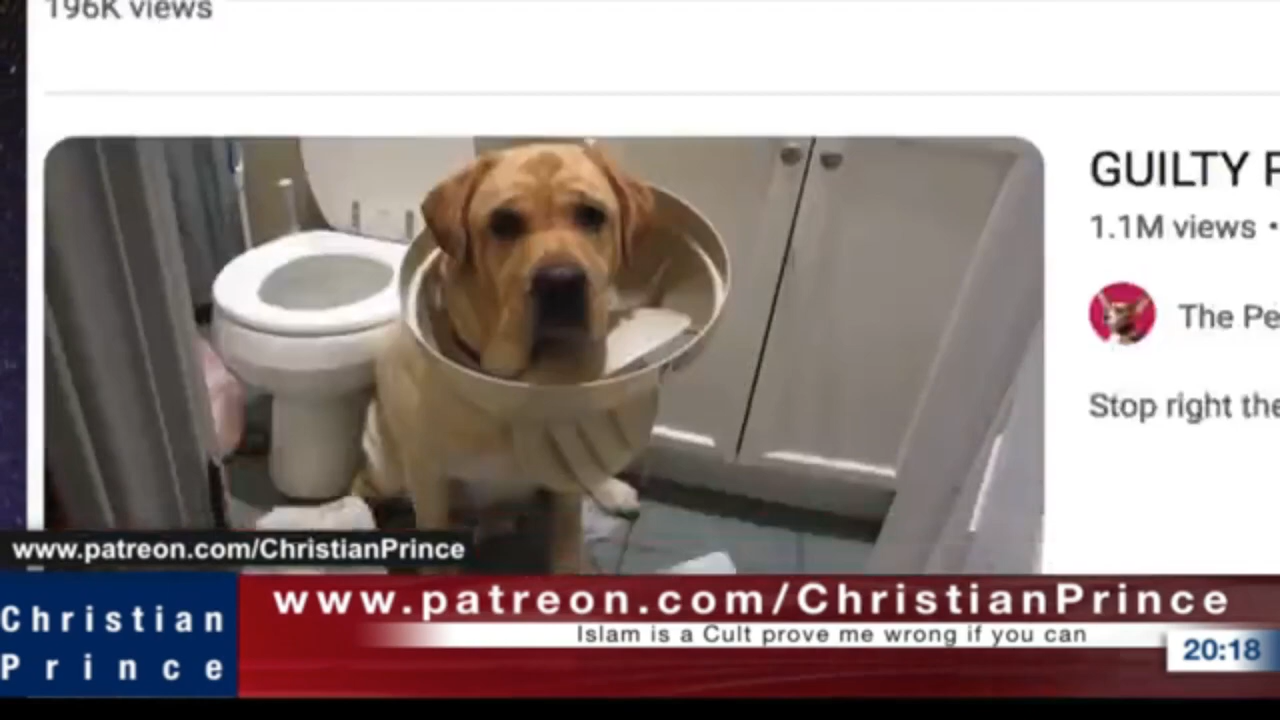 196K views
GUILTY
1.1M views •
The Pe
Stop right the
www.patreon.com/ChristianPrince
www.patreon.com/ChristianPrince
Christian
Prince
Islam is a Cult prove me wrong if you can
20:18